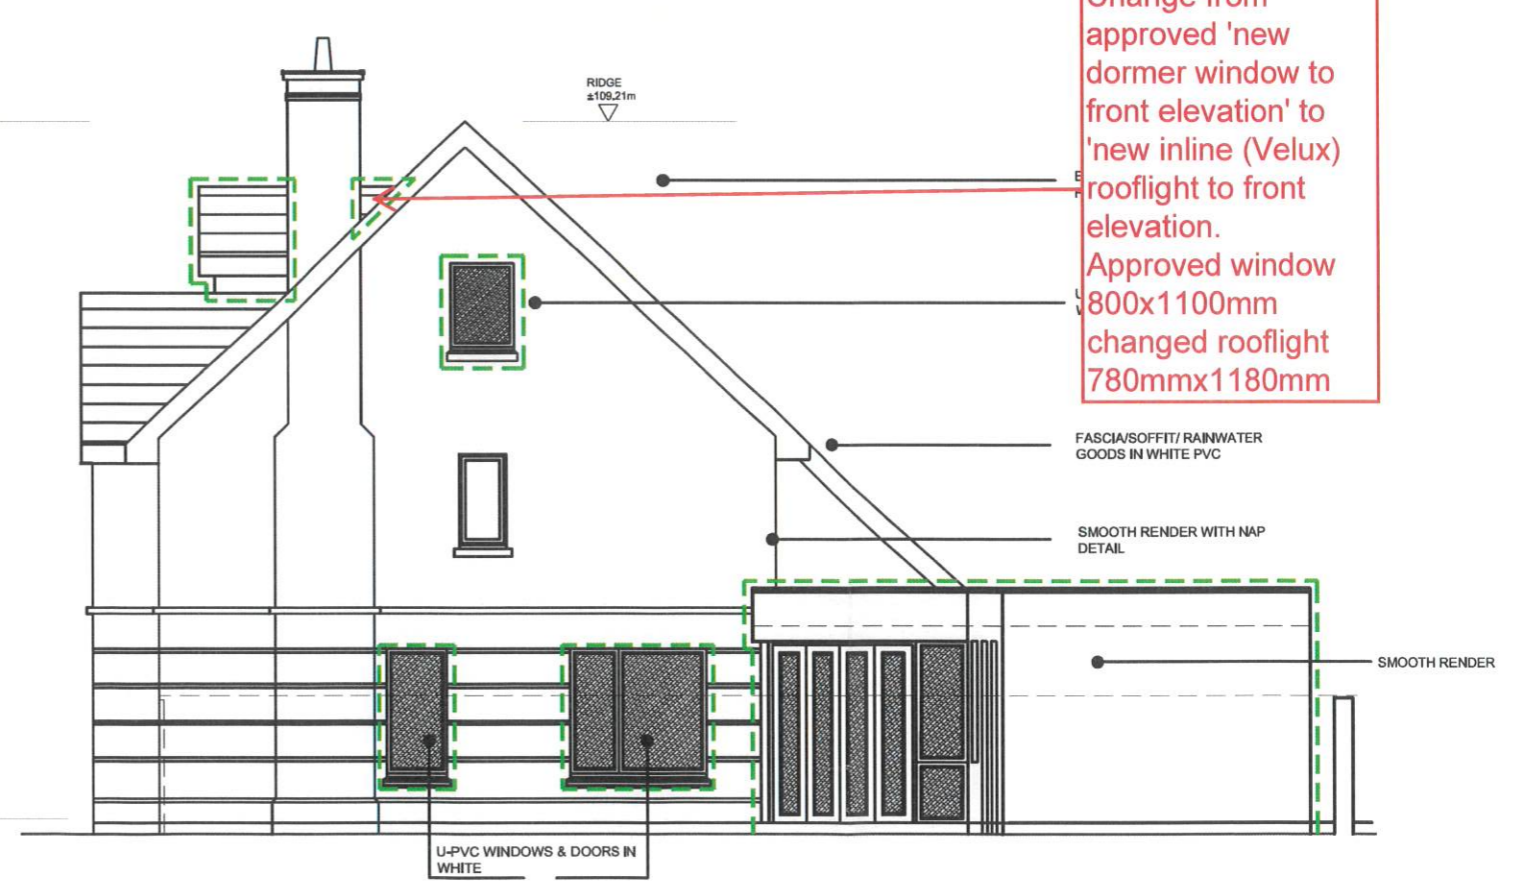 Change from
approved 'new
dormer window to
front elevation' to
'new inline (Velux)
rooflight to front
elevation.
Approved window
800x1100mm
changed rooflight
780mmx1180mm
RIDGE
±109.21m
FASCIA/SOFFIT/ RAINWATER
GOODS IN WHITE PVC
SMOOTH RENDER WITH NAP
DETAIL
SMOOTH RENDER
U-PVC WINDOWS & DOORS IN
WHITE